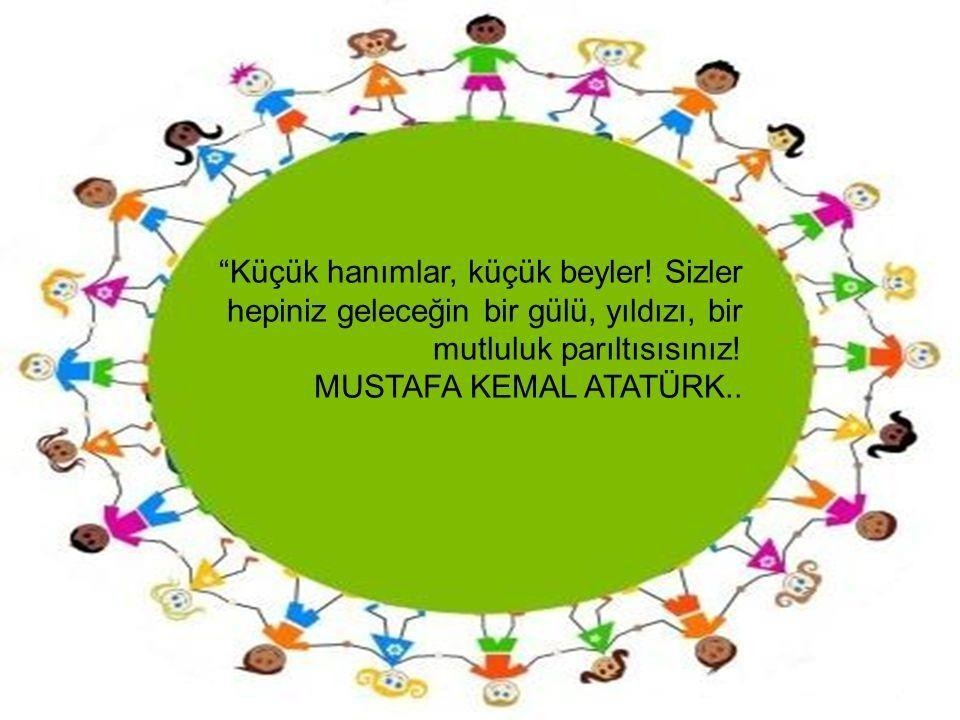 “Küçük hanımlar, küçük beyler! Sizler
hepiniz geleceğin bir gülü, yıldızı, bir
mutluluk parıltısısınız!
MUSTAFA KEMAL ATATÜRK..